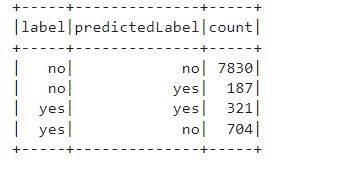 +-----+--------------+-----+
|label|predictedLabel|count|
+-----+--------------+-----+
|   no|            no| 7830|
|   no|           yes|  187|
|  yes|           yes|  321|
|  yes|            no|  704|
+-----+--------------+-----+